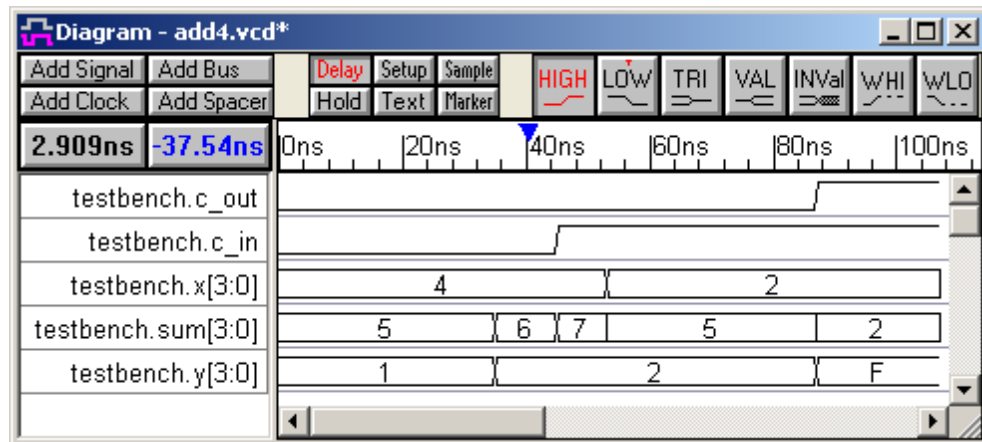 Diagram - add4.vcd*
Add Signal Add Bus Delay Setup Sample HIGH LOW TRI VAL INVal WHI WLO
Add Clock Add Spacer Hold Text Marker
2.909ns -37.54ns 0ns 20ns 40ns 60ns 80ns 100ns
testbench.c_out
testbench.c_in
testbench.x[3:0] 4 2
testbench.sum[3:0] 5 6 7 5 2
testbench.y[3:0] 1 2 F